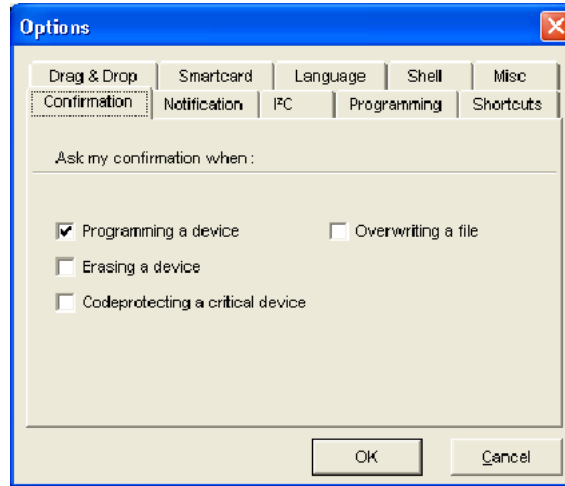 Options
Drag & Drop Smartcard Language Shell Misc
Confirmation Notification I²C Programming Shortcuts
Ask my confirmation when :
Programming a device Overwriting a file
Erasing a device
Codeprotecting a critical device
OK Cancel